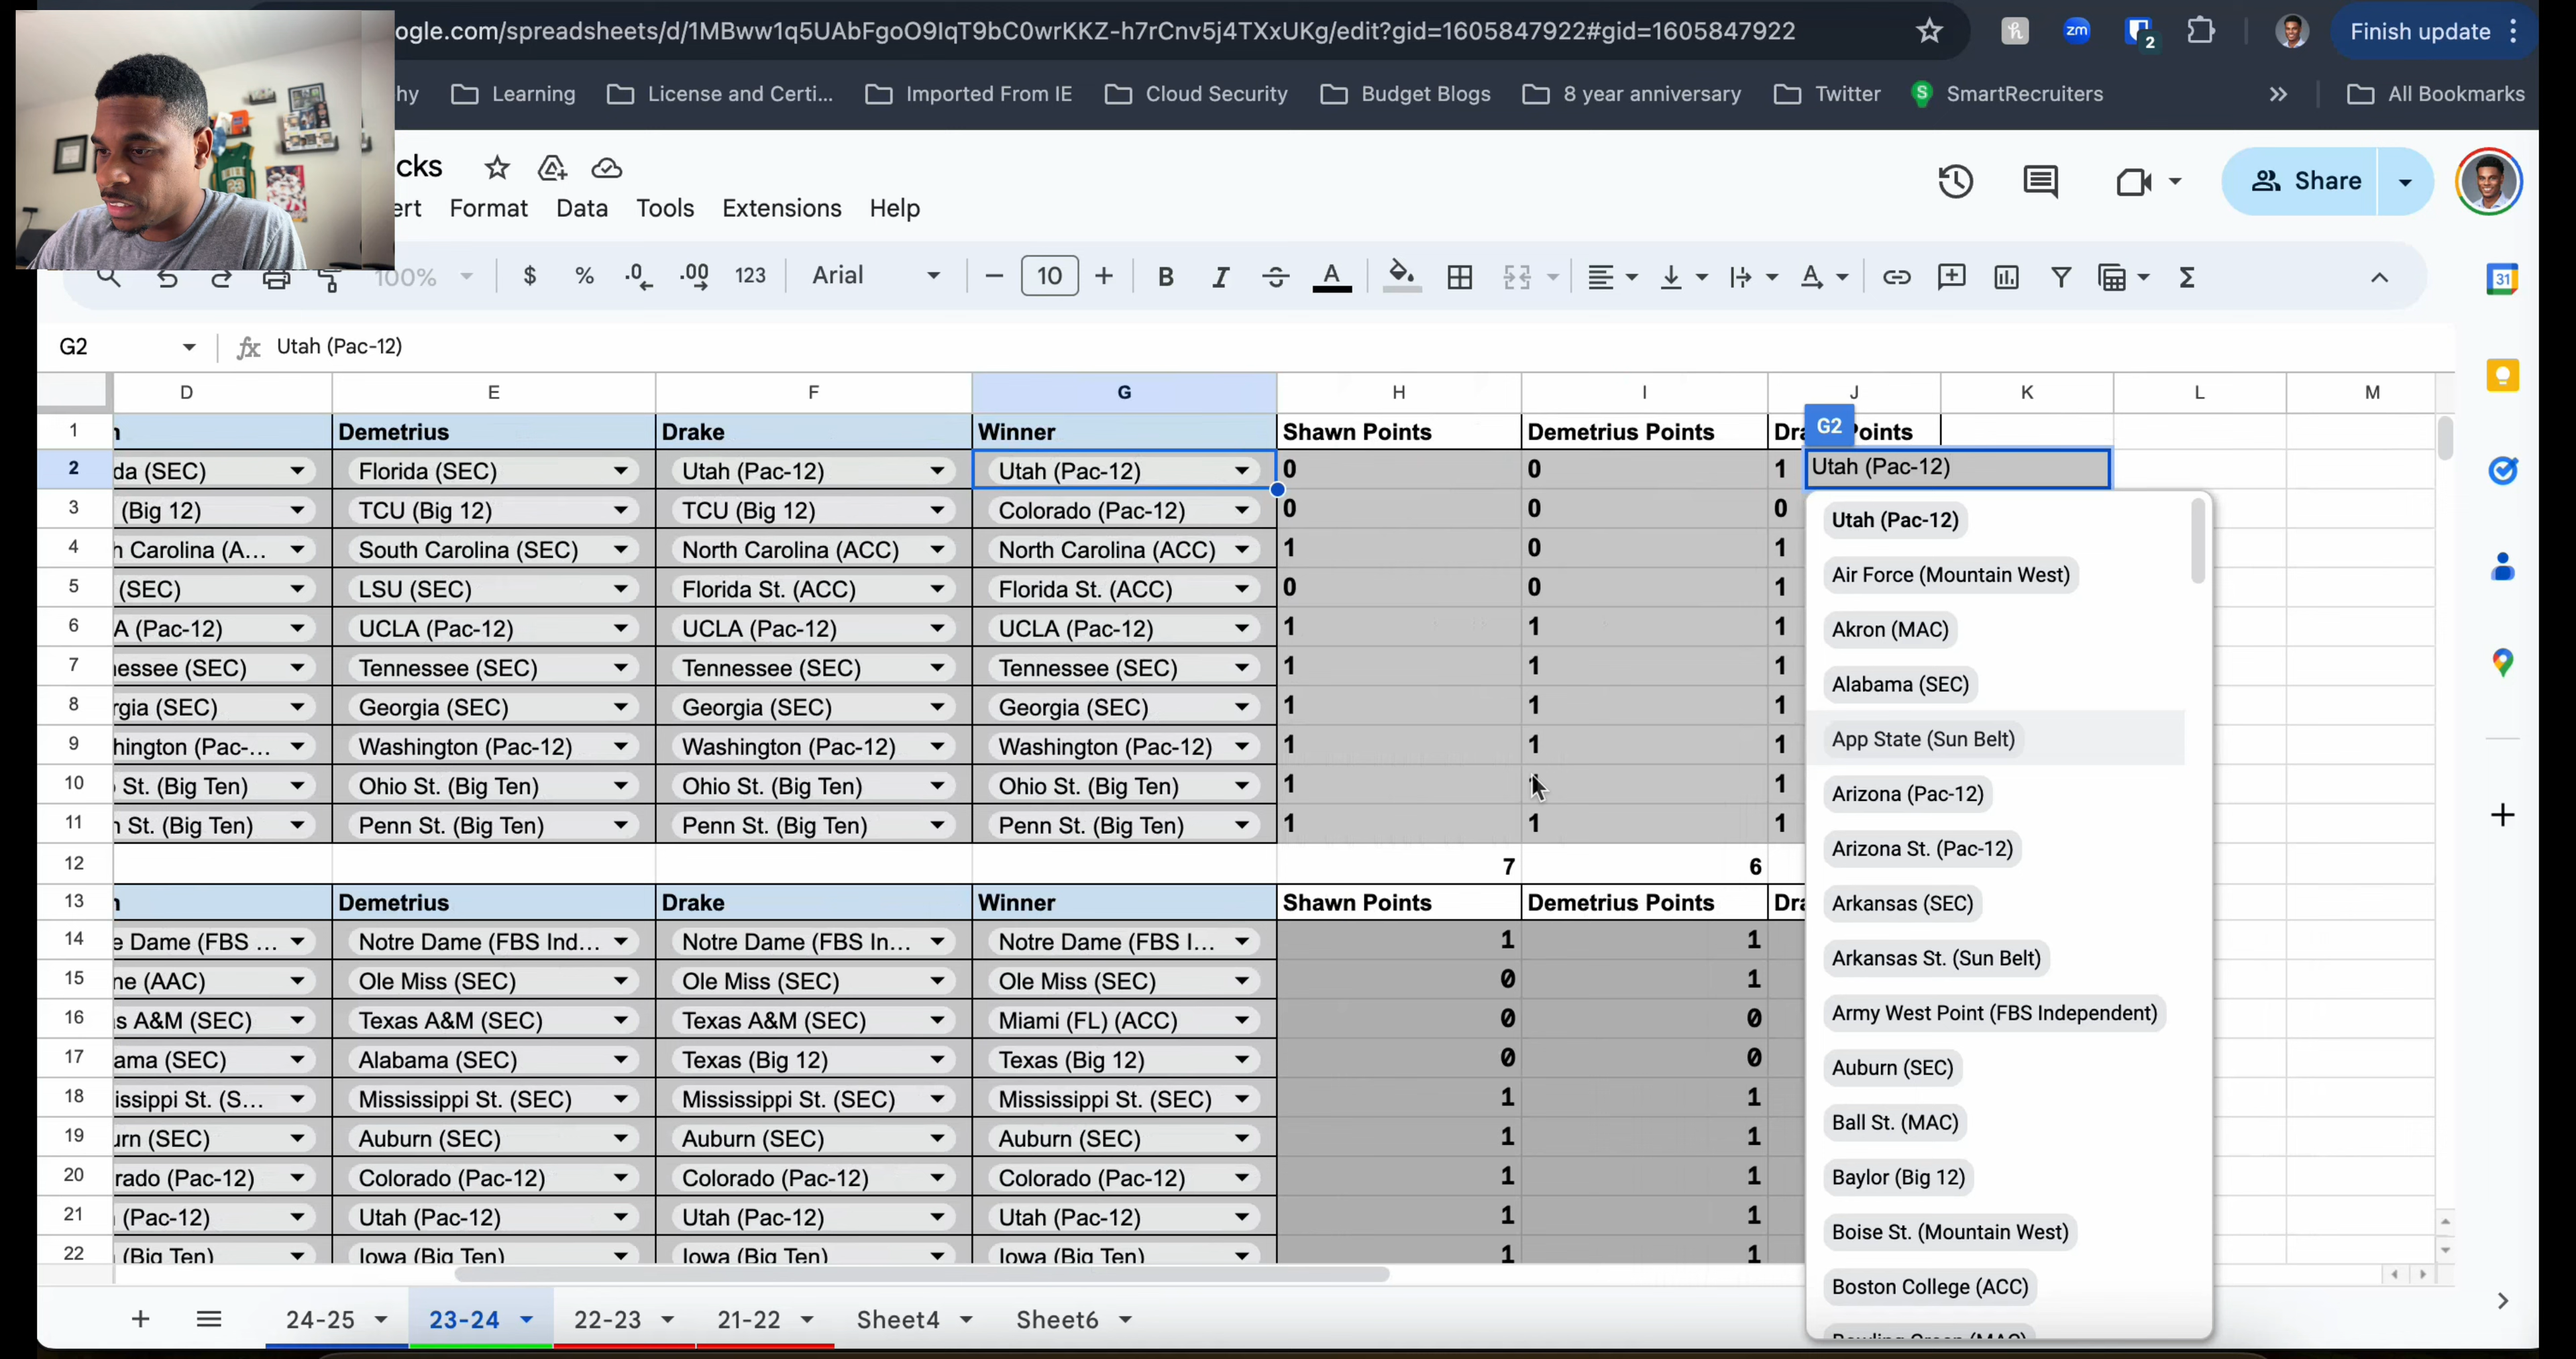 ogle.com/spreadsheets/d/1MBww1q5UAbFgoO9IqT9bC0wrKKZ-h7rCnv5j4TXxUKg/edit?gid=1605847922#gid=1605847922 zm 2 Finish update
hy Learning License and Certi... Imported From IE Cloud Security Budget Blogs 8 year anniversary Twitter S SmartRecruiters >> All Bookmarks
cks Share
ert Format Data Tools Extensions Help
100% $ % .0 .00 123 Arial 10 B I A 31
G2 fx Utah (Pac-12)
D E F G H I J K L M
1 Demetrius Drake Winner Shawn Points Demetrius Points Dra G2 Points
2 da (SEC) Florida (SEC) Utah (Pac-12) Utah (Pac-12) 0 0 1 Utah (Pac-12)
3 (Big 12) TCU (Big 12) TCU (Big 12) Colorado (Pac-12) 0 0 0
4 h Carolina (A... South Carolina (SEC) North Carolina (ACC) North Carolina (ACC) 1 0 1
5 (SEC) LSU (SEC) Florida St. (ACC) Florida St. (ACC) 0 0 1
6 A (Pac-12) UCLA (Pac-12) UCLA (Pac-12) UCLA (Pac-12) 1 1 1
7 nessee (SEC) Tennessee (SEC) Tennessee (SEC) Tennessee (SEC) 1 1 1
8 rgia (SEC) Georgia (SEC) Georgia (SEC) Georgia (SEC) 1 1 1
9 hington (Pac-... Washington (Pac-12) Washington (Pac-12) Washington (Pac-12) 1 1 1
10 St. (Big Ten) Ohio St. (Big Ten) Ohio St. (Big Ten) Ohio St. (Big Ten) 1 1
11 n St. (Big Ten) Penn St. (Big Ten) Penn St. (Big Ten) Penn St. (Big Ten) 1 1 1
12 7 6
13 Demetrius Drake Winner Shawn Points Demetrius Points Dra
14 e Dame (FBS ... Notre Dame (FBS Ind... Notre Dame (FBS In... Notre Dame (FBS I... 1 1
15 ne (AAC) Ole Miss (SEC) Ole Miss (SEC) Ole Miss (SEC) 0 1
16 s A&M (SEC) Texas A&M (SEC) Texas A&M (SEC) Miami (FL) (ACC) 0 0
17 ama (SEC) Alabama (SEC) Texas (Big 12) Texas (Big 12) 0 0
18 issippi St. (S... Mississippi St. (SEC) Mississippi St. (SEC) Mississippi St. (SEC) 1 1
19 urn (SEC) Auburn (SEC) Auburn (SEC) Auburn (SEC) 1 1
20 rado (Pac-12) Colorado (Pac-12) Colorado (Pac-12) Colorado (Pac-12) 1 1
21 (Pac-12) Utah (Pac-12) Utah (Pac-12) Utah (Pac-12) 1 1
22 (Big Ten) Iowa (Big Ten) Iowa (Big Ten) Iowa (Big Ten) 1 1
Utah (Pac-12)
Air Force (Mountain West)
Akron (MAC)
Alabama (SEC)
App State (Sun Belt)
Arizona (Pac-12)
Arizona St. (Pac-12)
Arkansas (SEC)
Arkansas St. (Sun Belt)
Army West Point (FBS Independent)
Auburn (SEC)
Ball St. (MAC)
Baylor (Big 12)
Boise St. (Mountain West)
Boston College (ACC)
Bowling Green (MAC)
24-25 23-24 22-23 21-22 Sheet4 Sheet6